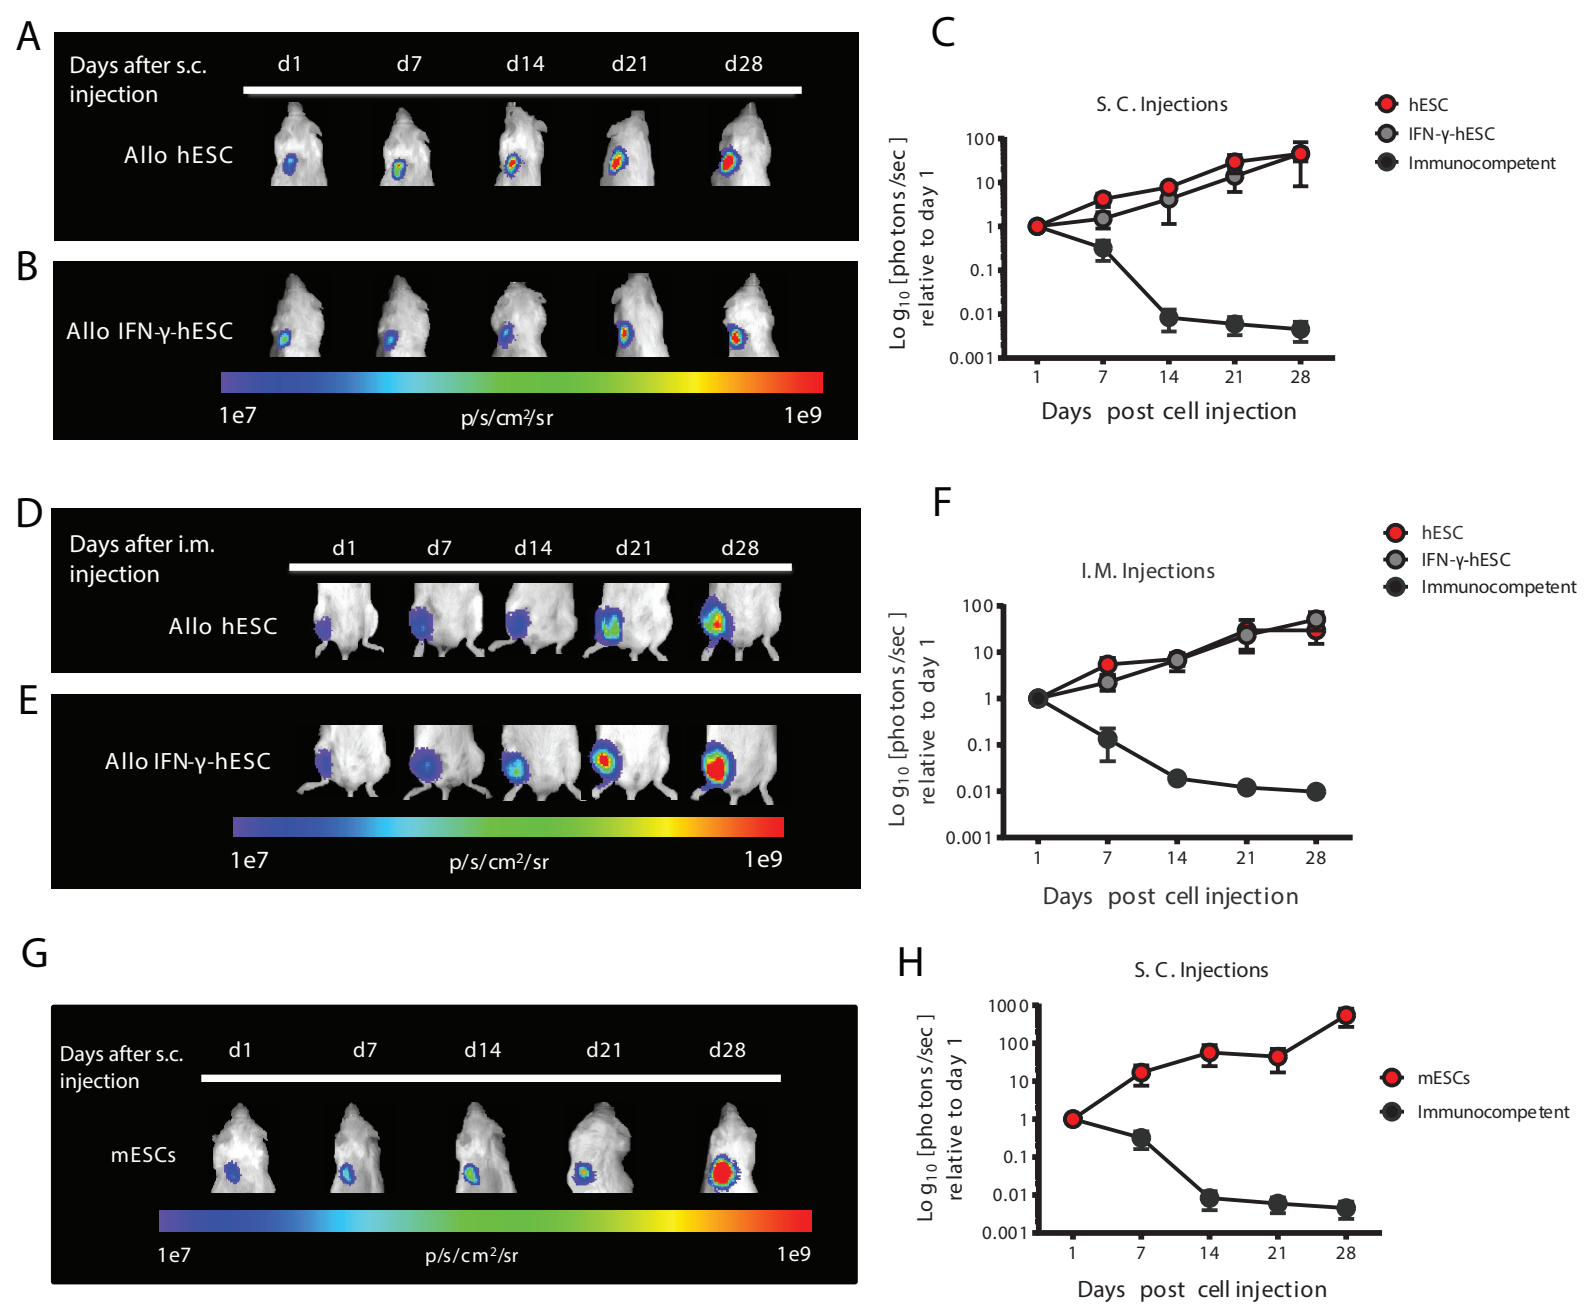 A
Days after s.c.
injection
d1 d7 d14 d21 d28
Allo hESC
B
Allo IFN-γ-hESC
1e7 p/s/cm²/sr 1e9
C
S. C. Injections
hESC
IFN-γ-hESC
Immunocompetent
Log₁₀ [photons/sec]
relative to day 1
100
10
1
0.1
0.01
0.001
1 7 14 21 28
Days post cell injection
D
Days after i.m.
injection
d1 d7 d14 d21 d28
Allo hESC
E
Allo IFN-γ-hESC
1e7 p/s/cm²/sr 1e9
F
I.M. Injections
hESC
IFN-γ-hESC
Immunocompetent
Log₁₀ [photons/sec]
relative to day 1
100
10
1
0.1
0.01
0.001
1 7 14 21 28
Days post cell injection
G
Days after s.c.
injection
d1 d7 d14 d21 d28
mESCs
1e7 p/s/cm²/sr 1e9
H
S. C. Injections
mESCs
Immunocompetent
Log₁₀ [photons/sec]
relative to day 1
1000
100
10
1
0.1
0.01
0.001
1 7 14 21 28
Days post cell injection